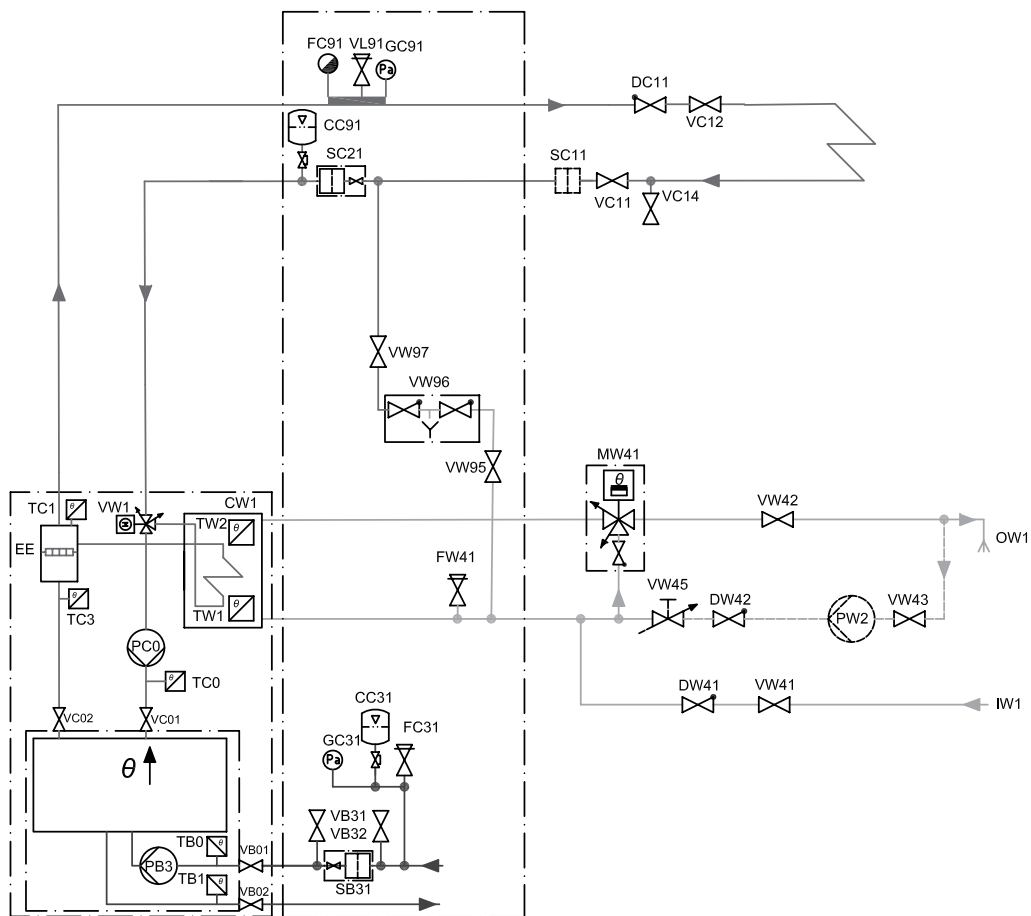 FC91
VL91
GC91
Pa
DC11
VC12
CC91
SC21
SC11
VC11
VC14
VW97
VW96
VW95
MW41
θ
TC1
VW1
CW1
TW2
VW42
OW1
EE
M
θ
θ
FW41
TC3
θ
TW1
θ
VW45
DW42
PW2
VW43
PC0
TC0
θ
DW41
VW41
IW1
VC02
VC01
CC31
FC31
GC31
Pa
θ
VB31
VB32
TB0
θ
PB3
VB01
TB1
θ
SB31
VB02